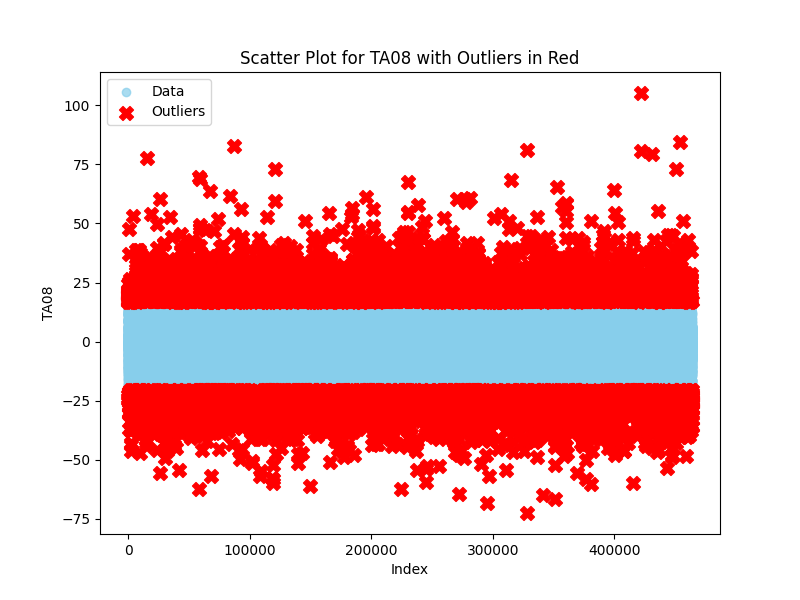 Scatter Plot for TA08 with Outliers in Red
Data
Outliers
TA08
100
75
50
25
0
−25
−50
−75
0 100000 200000 300000 400000
Index